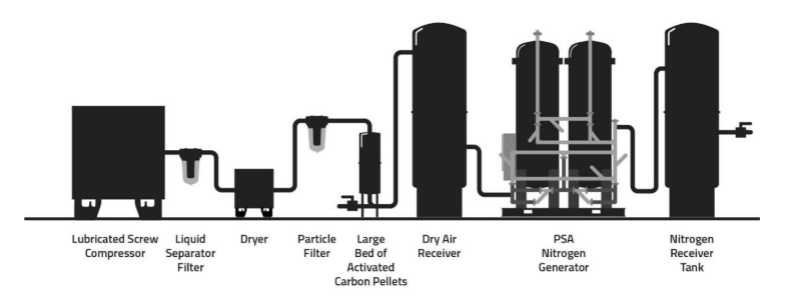 Lubricated Screw
Compressor
Liquid
Separator
Filter
Dryer
Particle
Filter
Large
Bed of
Activated
Carbon Pellets
Dry Air
Receiver
PSA
Nitrogen
Generator
Nitrogen
Receiver
Tank